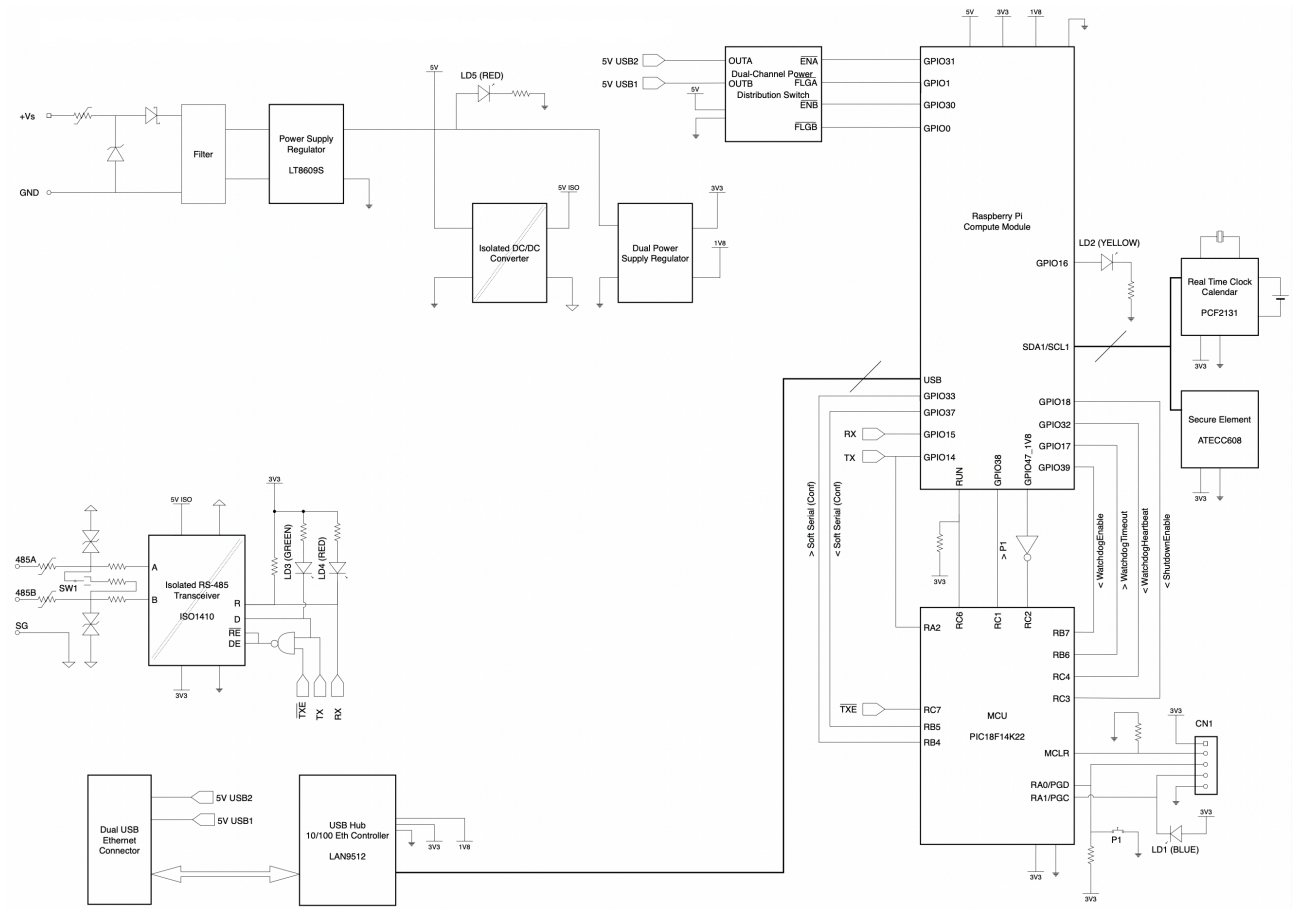 5V
3V3
1V8
5V USB2
5V USB1
5V
OUTA
OUTB
Dual-Channel Power
Distribution Switch
ENA
FLGA
ENB
FLGB
GPIO31
GPIO1
GPIO30
GPIO0
+Vs
GND
Filter
Power Supply
Regulator
LT8609S
5V
LD5 (RED)
5V ISO
Isolated DC/DC
Converter
3V3
1V8
Dual Power
Supply Regulator
Raspberry Pi
Compute Module
GPIO16
LD2 (YELLOW)
Real Time Clock
Calendar
PCF2131
3V3
SDA1/SCL1
Secure Element
ATECC608
3V3
USB
GPIO33
GPIO37
GPIO15
GPIO14
RX
TX
GPIO18
GPIO32
GPIO17
GPIO39
RUN
GPIO38
GPIO47_1V8
> Soft Serial (Conf)
< Soft Serial (Conf)
3V3
> P1
< WatchdogEnable
> WatchdogTimeout
< WatchdogHeartbeat
< ShutdownEnable
3V3
5V ISO
LD3 (GREEN)
LD4 (RED)
485A
SW1
485B
SG
A
B
Isolated RS-485
Transceiver
ISO1410
R
D
RE
DE
3V3
TXE
TX
RX
RC6
RC1
RC2
RA2
RB7
RB6
RC4
RC3
TXE
RC7
RB5
RB4
MCU
PIC18F14K22
MCLR
RA0/PGD
RA1/PGC
3V3
CN1
3V3
LD1 (BLUE)
P1
3V3
3V3
Dual USB
Ethernet
Connector
5V USB2
5V USB1
USB Hub
10/100 Eth Controller
LAN9512
3V3
1V8